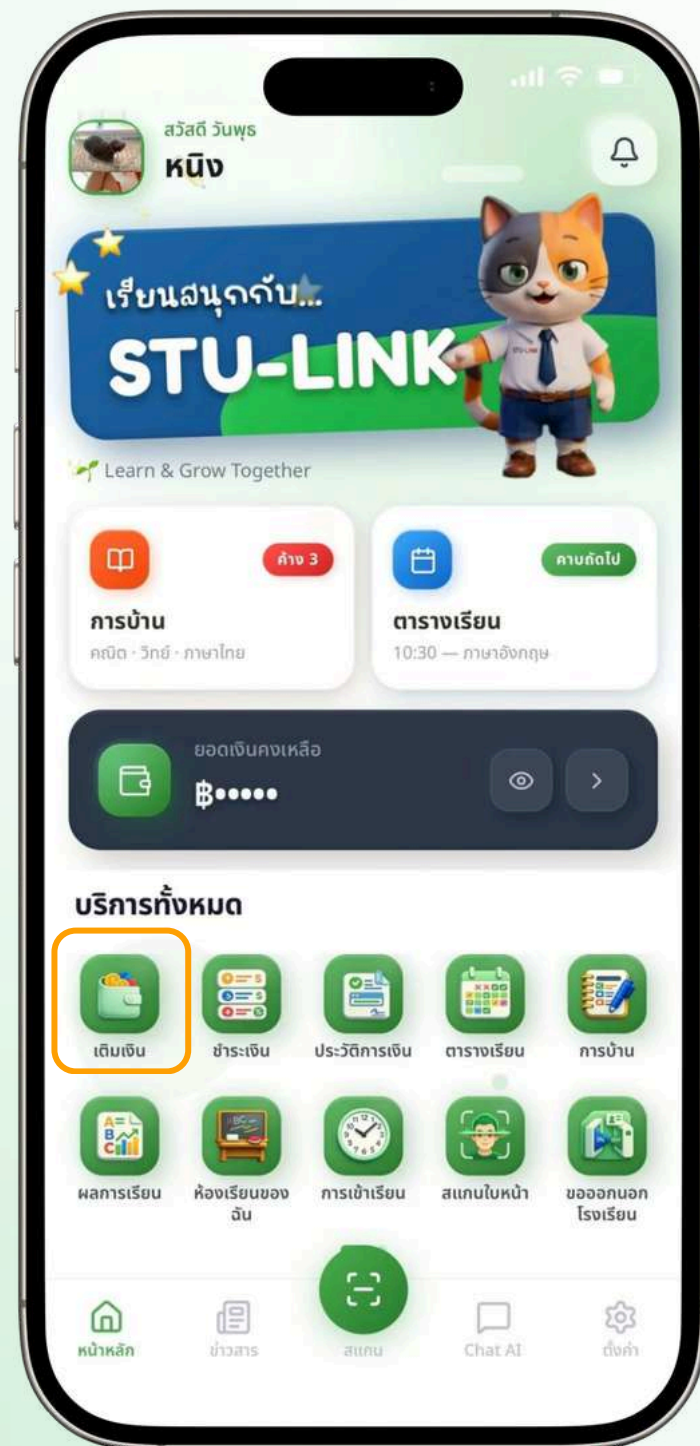 สวัสดี วันพุธ
หนิง
เรียนสนุกกับ...
STU-LINK
Learn & Grow Together
ค้าง 3
คาบถัดไป
การบ้าน
ตารางเรียน
คณิต · วิทย์ · ภาษาไทย
10:30 — ภาษาอังกฤษ
ยอดเงินคงเหลือ
฿•••••
บริการทั้งหมด
เติมเงิน
ชำระเงิน
ประวัติการเงิน
ตารางเรียน
การบ้าน
ผลการเรียน
ห้องเรียนของ
ฉัน
การเข้าเรียน
สแกนใบหน้า
ขอออกนอก
โรงเรียน
หน้าหลัก
ข่าวสาร
สแกน
Chat AI
ตั้งค่า